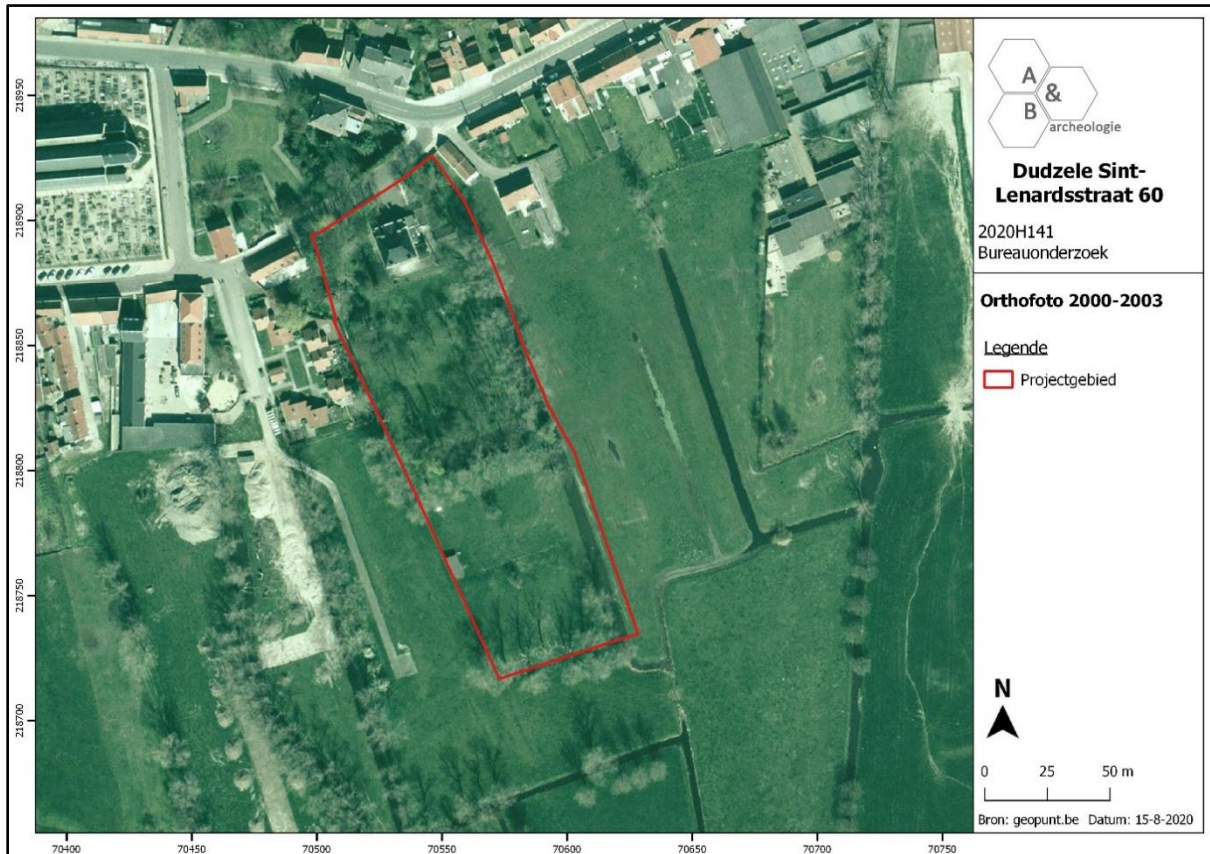 A
&
B
archeologie
Dudzele Sint-
Lenardsstraat 60
2020H141
Bureauonderzoek
Orthofoto 2000-2003
Legende
Projectgebied
N
0 25 50 m
Bron: geopunt.be Datum: 15-8-2020
218950
218900
218850
218800
218750
218700
70400 70450 70500 70550 70600 70650 70700 70750